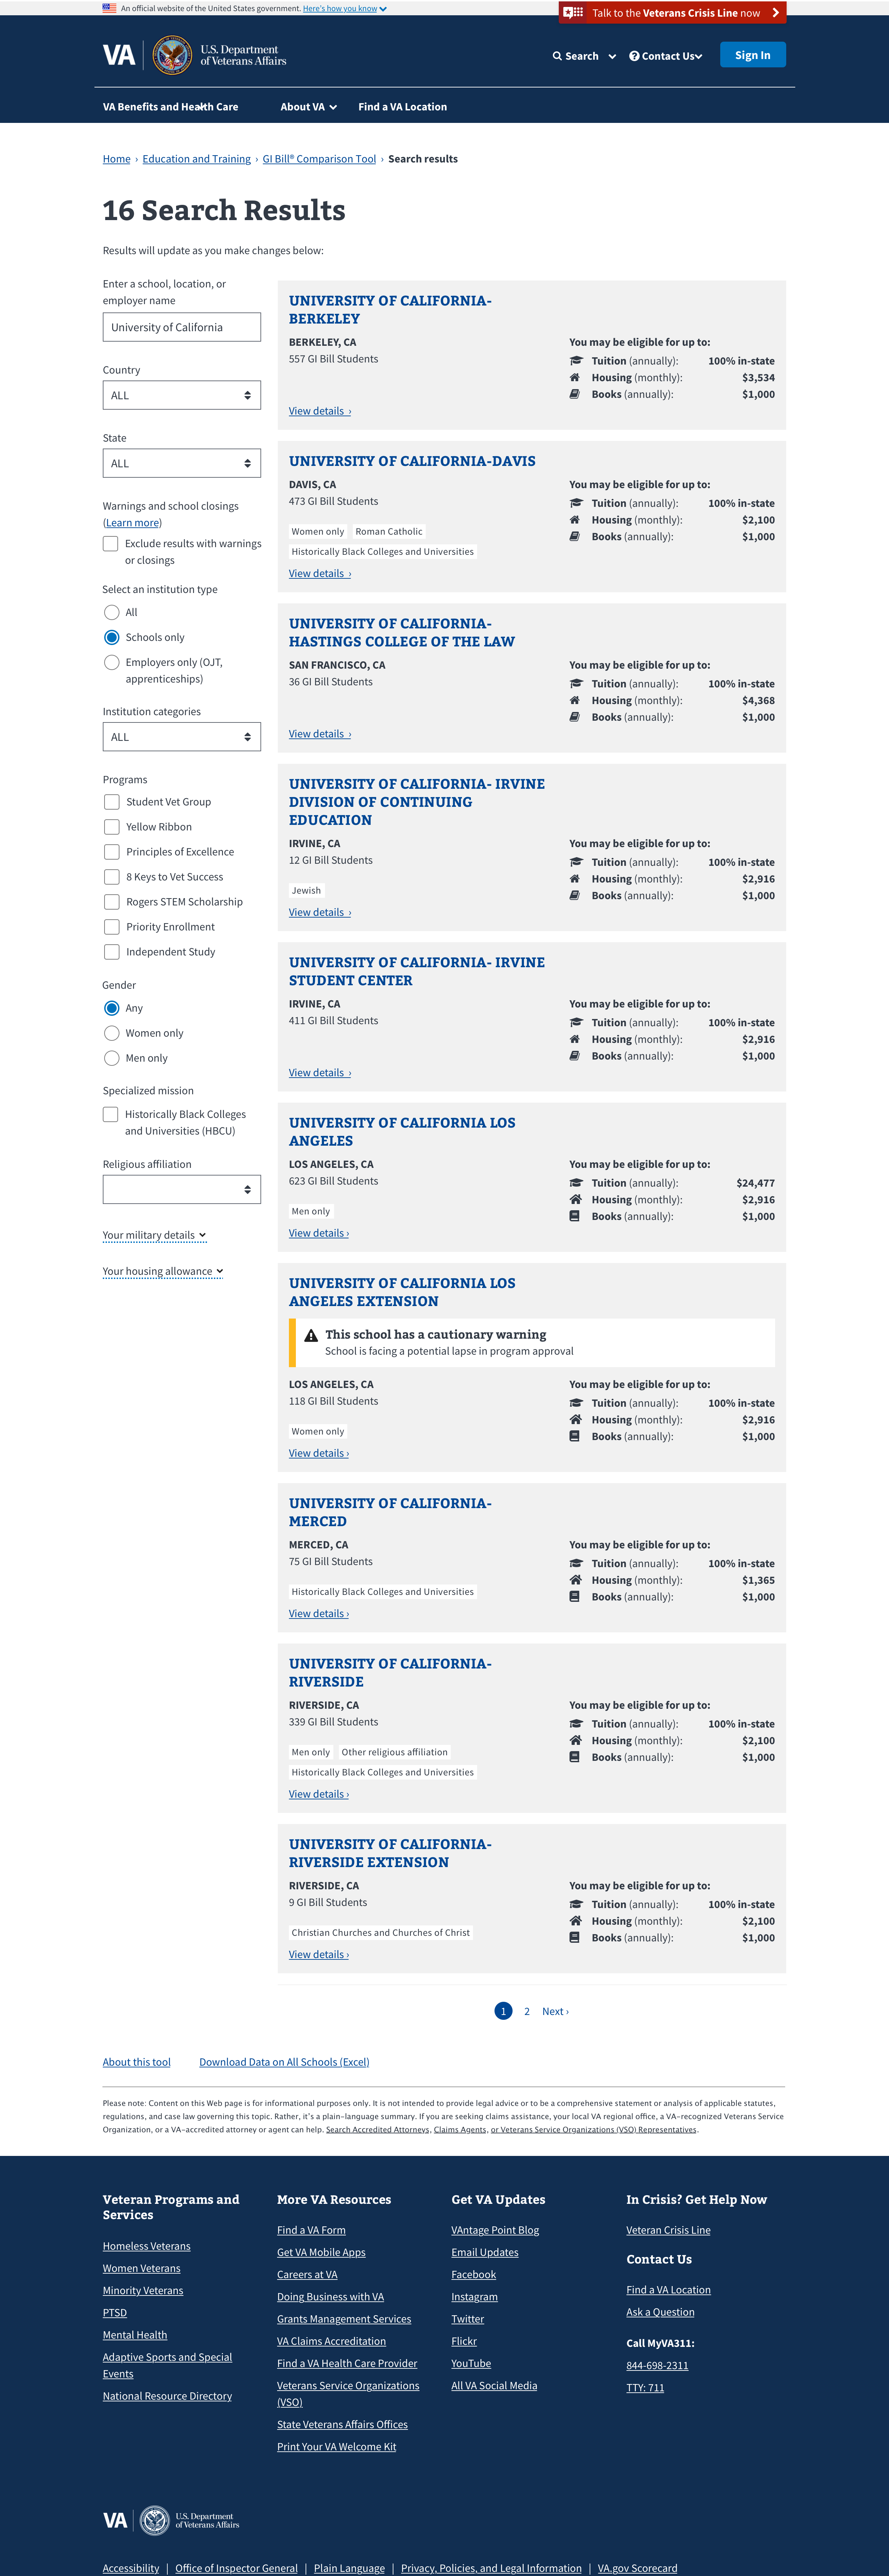 An official website of the United States government. Here's how you know
Talk to the Veterans Crisis Line now
VA U.S. Department of Veterans Affairs
Search
Contact Us
Sign In
VA Benefits and Health Care
About VA
Find a VA Location
Home › Education and Training › GI Bill® Comparison Tool › Search results
16 Search Results
Results will update as you make changes below:
Enter a school, location, or
employer name
University of California
Country
ALL
State
ALL
Warnings and school closings
(Learn more)
Exclude results with warnings
or closings
Select an institution type
All
Schools only
Employers only (OJT,
apprenticeships)
Institution categories
ALL
Programs
Student Vet Group
Yellow Ribbon
Principles of Excellence
8 Keys to Vet Success
Rogers STEM Scholarship
Priority Enrollment
Independent Study
Gender
Any
Women only
Men only
Specialized mission
Historically Black Colleges
and Universities (HBCU)
Religious affiliation
Your military details
Your housing allowance
UNIVERSITY OF CALIFORNIA-
BERKELEY
BERKELEY, CA
557 GI Bill Students
View details ›
You may be eligible for up to:
Tuition (annually): 100% in-state
Housing (monthly): $3,534
Books (annually): $1,000
UNIVERSITY OF CALIFORNIA-DAVIS
DAVIS, CA
473 GI Bill Students
Women only Roman Catholic
Historically Black Colleges and Universities
View details ›
You may be eligible for up to:
Tuition (annually): 100% in-state
Housing (monthly): $2,100
Books (annually): $1,000
UNIVERSITY OF CALIFORNIA-
HASTINGS COLLEGE OF THE LAW
SAN FRANCISCO, CA
36 GI Bill Students
View details ›
You may be eligible for up to:
Tuition (annually): 100% in-state
Housing (monthly): $4,368
Books (annually): $1,000
UNIVERSITY OF CALIFORNIA- IRVINE
DIVISION OF CONTINUING
EDUCATION
IRVINE, CA
12 GI Bill Students
Jewish
View details ›
You may be eligible for up to:
Tuition (annually): 100% in-state
Housing (monthly): $2,916
Books (annually): $1,000
UNIVERSITY OF CALIFORNIA- IRVINE
STUDENT CENTER
IRVINE, CA
411 GI Bill Students
View details ›
You may be eligible for up to:
Tuition (annually): 100% in-state
Housing (monthly): $2,916
Books (annually): $1,000
UNIVERSITY OF CALIFORNIA LOS
ANGELES
LOS ANGELES, CA
623 GI Bill Students
Men only
View details ›
You may be eligible for up to:
Tuition (annually): $24,477
Housing (monthly): $2,916
Books (annually): $1,000
UNIVERSITY OF CALIFORNIA LOS
ANGELES EXTENSION
This school has a cautionary warning
School is facing a potential lapse in program approval
LOS ANGELES, CA
118 GI Bill Students
Women only
View details ›
You may be eligible for up to:
Tuition (annually): 100% in-state
Housing (monthly): $2,916
Books (annually): $1,000
UNIVERSITY OF CALIFORNIA-
MERCED
MERCED, CA
75 GI Bill Students
Historically Black Colleges and Universities
View details ›
You may be eligible for up to:
Tuition (annually): 100% in-state
Housing (monthly): $1,365
Books (annually): $1,000
UNIVERSITY OF CALIFORNIA-
RIVERSIDE
RIVERSIDE, CA
339 GI Bill Students
Men only Other religious affiliation
Historically Black Colleges and Universities
View details ›
You may be eligible for up to:
Tuition (annually): 100% in-state
Housing (monthly): $2,100
Books (annually): $1,000
UNIVERSITY OF CALIFORNIA-
RIVERSIDE EXTENSION
RIVERSIDE, CA
9 GI Bill Students
Christian Churches and Churches of Christ
View details ›
You may be eligible for up to:
Tuition (annually): 100% in-state
Housing (monthly): $2,100
Books (annually): $1,000
1 2 Next ›
About this tool
Download Data on All Schools (Excel)
Please note: Content on this Web page is for informational purposes only. It is not intended to provide legal advice or to be a comprehensive statement or analysis of applicable statutes,
regulations, and case law governing this topic. Rather, it's a plain-language summary. If you are seeking claims assistance, your local VA regional office, a VA-recognized Veterans Service
Organization, or a VA-accredited attorney or agent can help. Search Accredited Attorneys, Claims Agents, or Veterans Service Organizations (VSO) Representatives.
Veteran Programs and
Services
Homeless Veterans
Women Veterans
Minority Veterans
PTSD
Mental Health
Adaptive Sports and Special
Events
National Resource Directory
More VA Resources
Find a VA Form
Get VA Mobile Apps
Careers at VA
Doing Business with VA
Grants Management Services
VA Claims Accreditation
Find a VA Health Care Provider
Veterans Service Organizations
(VSO)
State Veterans Affairs Offices
Print Your VA Welcome Kit
Get VA Updates
VAntage Point Blog
Email Updates
Facebook
Instagram
Twitter
Flickr
YouTube
All VA Social Media
In Crisis? Get Help Now
Veteran Crisis Line
Contact Us
Find a VA Location
Ask a Question
Call MyVA311:
844-698-2311
TTY: 711
VA U.S. Department of Veterans Affairs
Accessibility | Office of Inspector General | Plain Language | Privacy, Policies, and Legal Information | VA.gov Scorecard